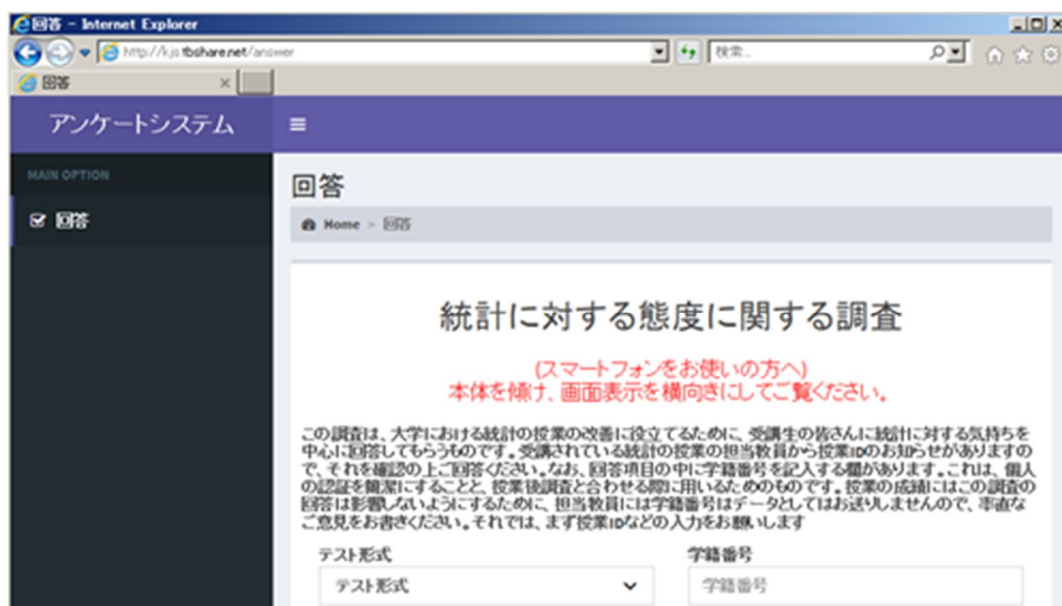 回答 - Internet Explorer
http://kjs.tbshare.net/answer
検索...
回答
アンケートシステム
MAIN OPTION
回答
回答
Home > 回答
統計に対する態度に関する調査
(スマートフォンをお使いの方へ)
本体を傾け、画面表示を横向きにしてご覧ください。
この調査は、大学における統計の授業の改善に役立てるために、受講生の皆さんに統計に対する気持ちを
中心に回答してもらうものです。受講されている統計の授業の担当教員から授業IDのお知らせがありますの
で、それを確認の上ご回答ください。なお、回答項目の中に学籍番号を記入する欄があります。これは、個人
の認証を簡潔にすることと、授業後調査と合わせる際に用いるためのものです。授業の成績にはこの調査の
回答は影響しないようにするために、担当教員には学籍番号はデータとしてはお送りしませんので、率直な
ご意見をお書きください。それでは、まず授業IDなどの入力をお願いします
テスト形式
学籍番号
テスト形式
学籍番号